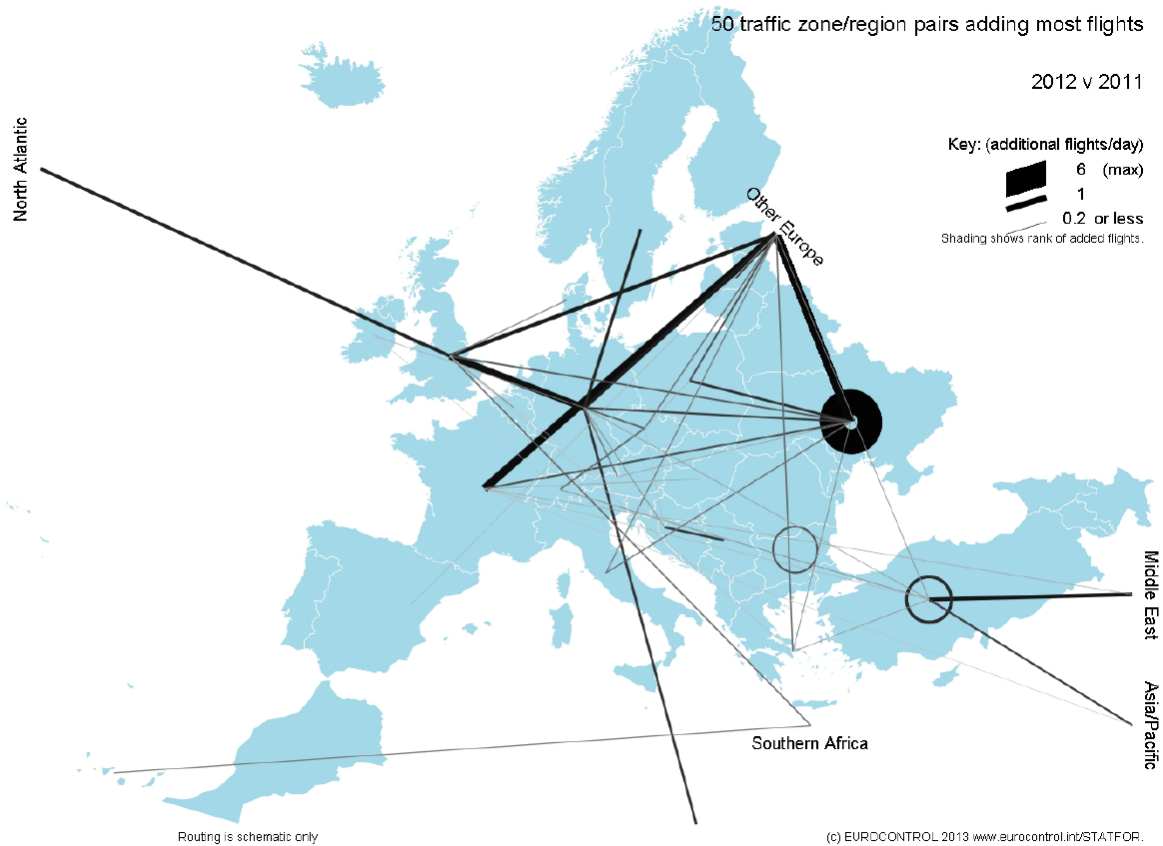 50 traffic zone/region pairs adding most flights
2012 v 2011
Key: (additional flights/day)
6 (max)
1
0.2 or less
Shading shows rank of added flights.
North Atlantic
Other Europe
Middle East
Asia/Pacific
Southern Africa
Routing is schematic only
(c) EUROCONTROL 2013 www.eurocontrol.int/STATFOR.